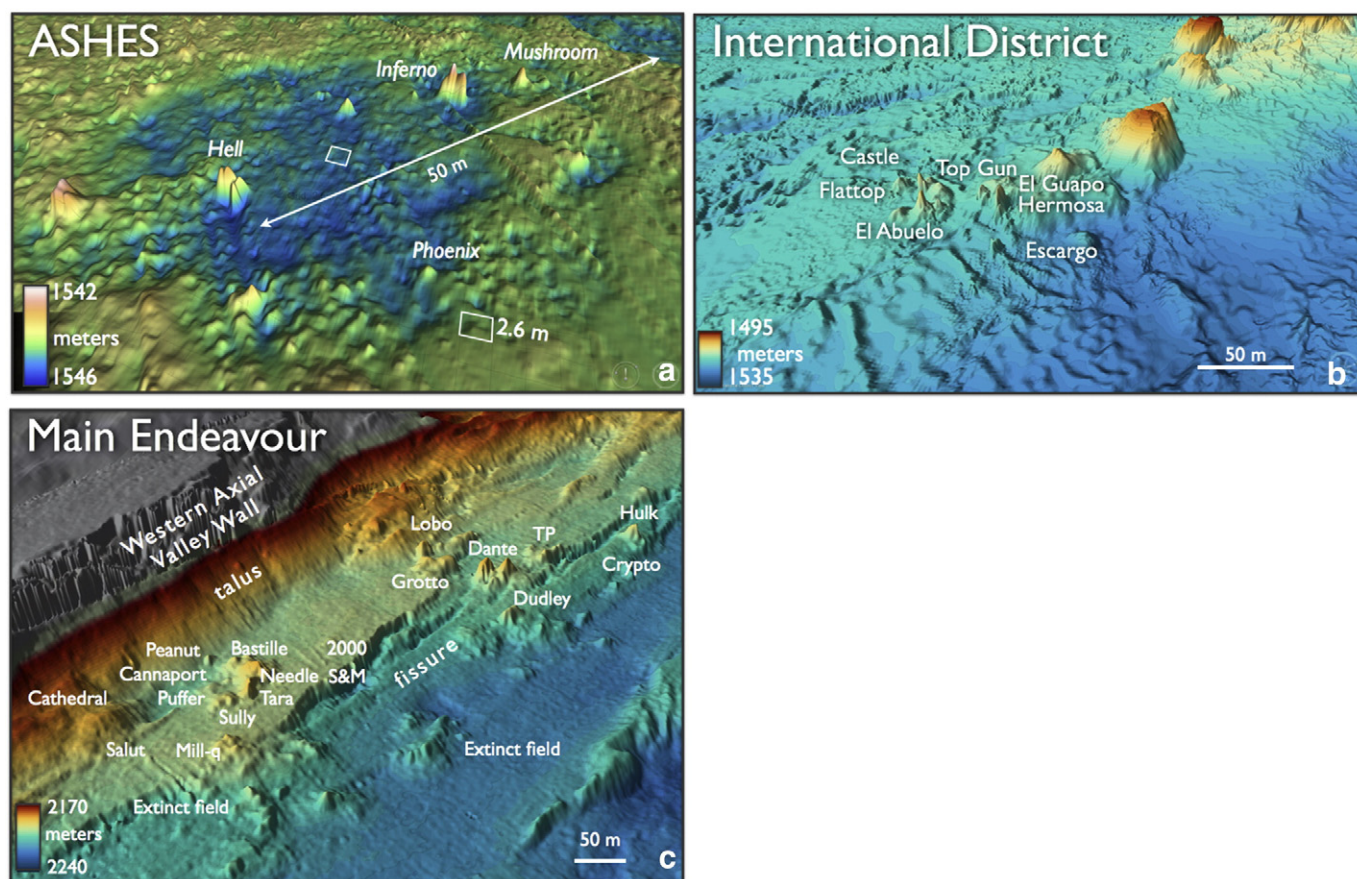 ASHES
Mushroom
Inferno
Hell
50 m
Phoenix
1542
meters
1546
2.6 m
a
International District
Castle
Top Gun
Flattop
El Guapo
Hermosa
El Abuelo
Escargo
1495
meters
1535
50 m
b
Main Endeavour
Western Axial
Valley Wall
talus
Lobo
Hulk
TP
Dante
Grotto
Crypto
Dudley
fissure
Peanut
Bastille
2000
Cannaport
Needle
S&M
Cathedral
Puffer
Tara
Sully
Salut
Mill-q
Extinct field
Extinct field
2170
meters
2240
50 m
c